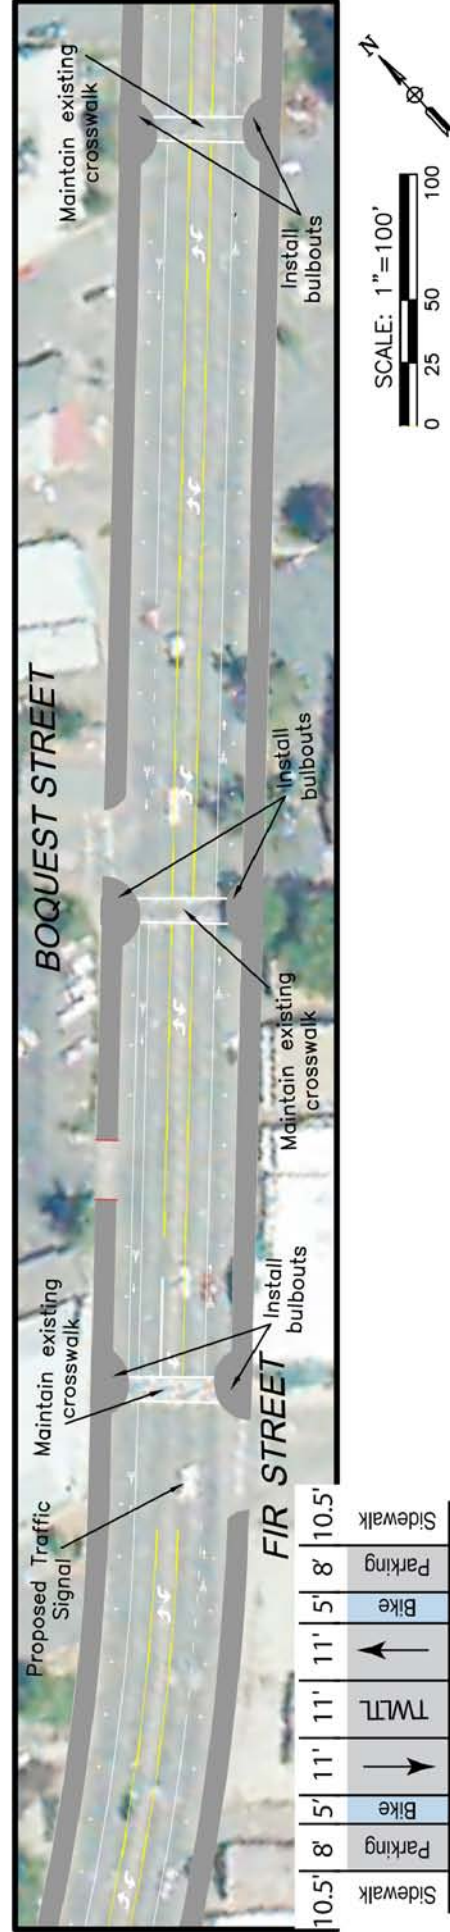 Maintain existing
crosswalk
Install
bulbouts
BOQUEST STREET
Install
bulbouts
Maintain existing
crosswalk
Maintain existing
crosswalk
Install
bulbouts
Proposed Traffic
Signal
FIR STREET
N
SCALE: 1"=100'
0 25 50 100
10.5' 8' 5' 11' 11' 11' 5' 8' 10.5'
Sidewalk Parking Bike TWLTL Bike Parking Sidewalk